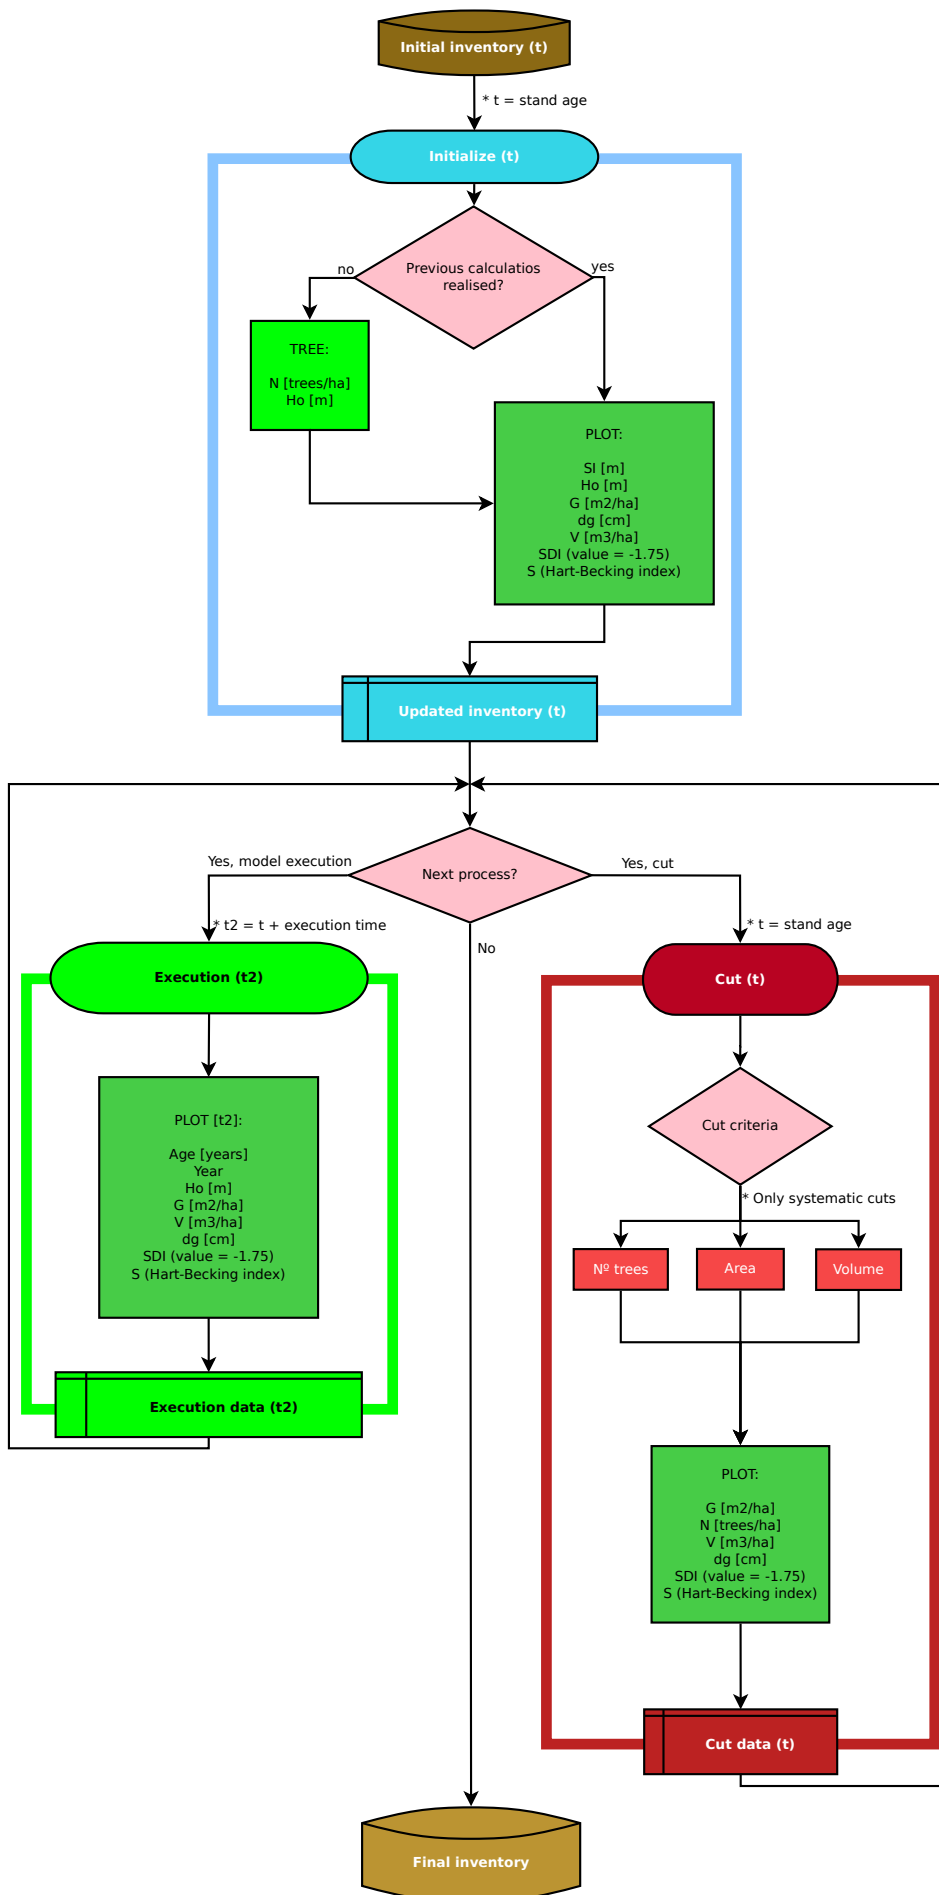 Initial inventory (t)
* t = stand age
Initialize (t)
Previous calculatios
realised?
no
yes
TREE:
N [trees/ha]
Ho [m]
PLOT:
SI [m]
Ho [m]
G [m2/ha]
dg [cm]
V [m3/ha]
SDI (value = -1.75)
S (Hart-Becking index)
Updated inventory (t)
Next process?
Yes, model execution
Yes, cut
No
* t2 = t + execution time
Execution (t2)
PLOT [t2]:
Age [years]
Year
Ho [m]
G [m2/ha]
V [m3/ha]
dg [cm]
SDI (value = -1.75)
S (Hart-Becking index)
Execution data (t2)
* t = stand age
Cut (t)
Cut criteria
* Only systematic cuts
Nº trees
Area
Volume
PLOT:
G [m2/ha]
N [trees/ha]
V [m3/ha]
dg [cm]
SDI (value = -1.75)
S (Hart-Becking index)
Cut data (t)
Final inventory